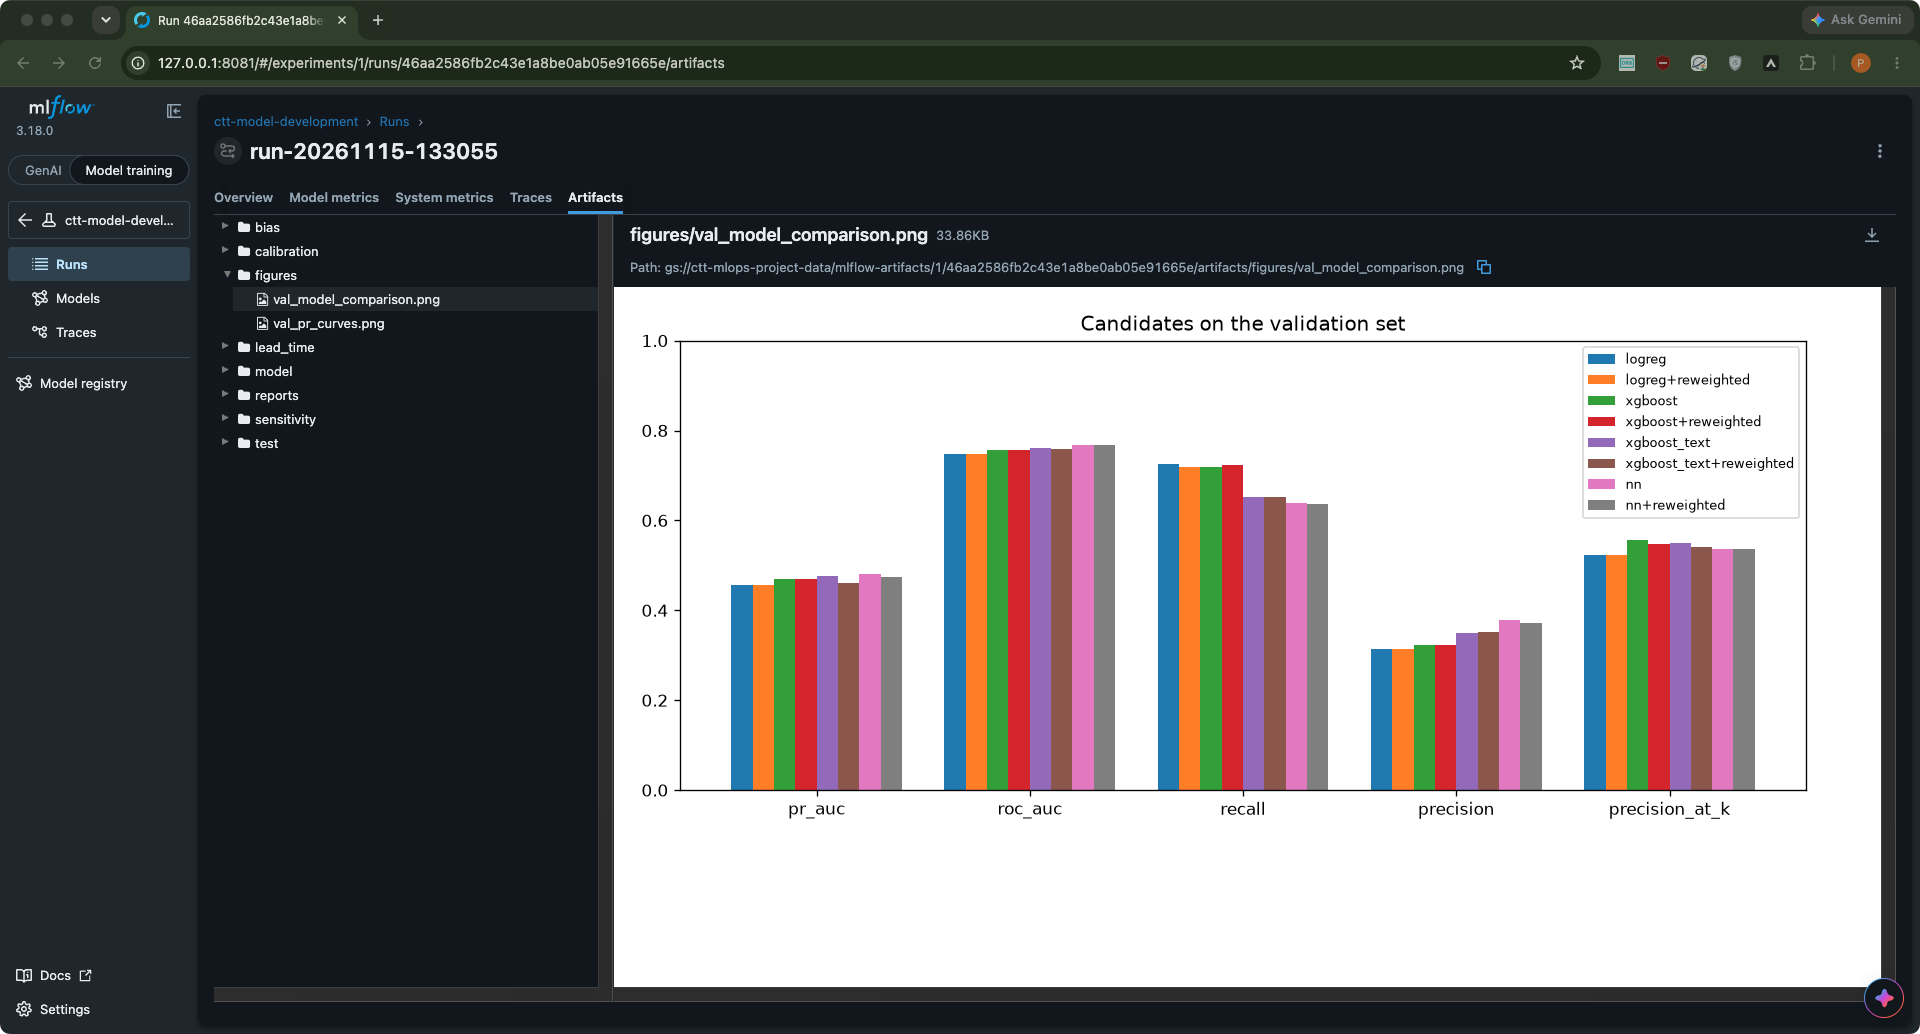 Run 46aa2586fb2c43e1a8be
Ask Gemini
127.0.0.1:8081/#/experiments/1/runs/46aa2586fb2c43e1a8be0ab05e91665e/artifacts
P
mlflow
3.18.0
GenAI
Model training
ctt-model-devel...
Runs
Models
Traces
Model registry
Docs
Settings
ctt-model-development › Runs ›
run-20261115-133055
Overview
Model metrics
System metrics
Traces
Artifacts
bias
calibration
figures
val_model_comparison.png
val_pr_curves.png
lead_time
model
reports
sensitivity
test
figures/val_model_comparison.png 33.86KB
Path: gs://ctt-mlops-project-data/mlflow-artifacts/1/46aa2586fb2c43e1a8be0ab05e91665e/artifacts/figures/val_model_comparison.png
Candidates on the validation set
1.0
0.8
0.6
0.4
0.2
0.0
logreg
logreg+reweighted
xgboost
xgboost+reweighted
xgboost_text
xgboost_text+reweighted
nn
nn+reweighted
pr_auc
roc_auc
recall
precision
precision_at_k